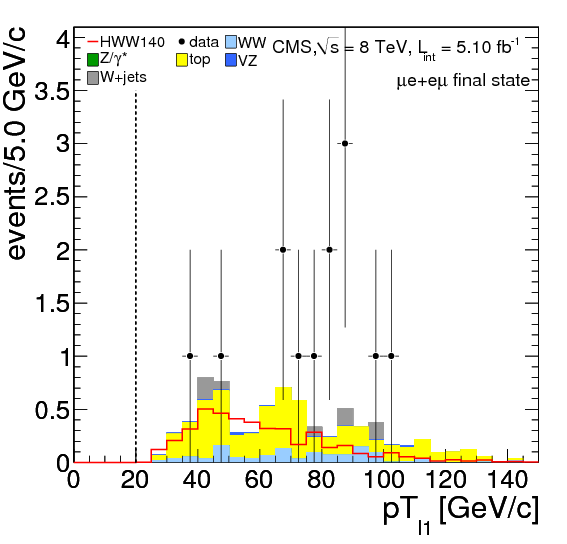 HWW140 data WW CMS,√s = 8 TeV, L_int = 5.10 fb⁻¹
Z/γ* top VZ
W+jets μe+eμ final state
events/5.0 GeV/c
4
3.5
3
2.5
2
1.5
1
0.5
0
0 20 40 60 80 100 120 140
pT_l1 [GeV/c]